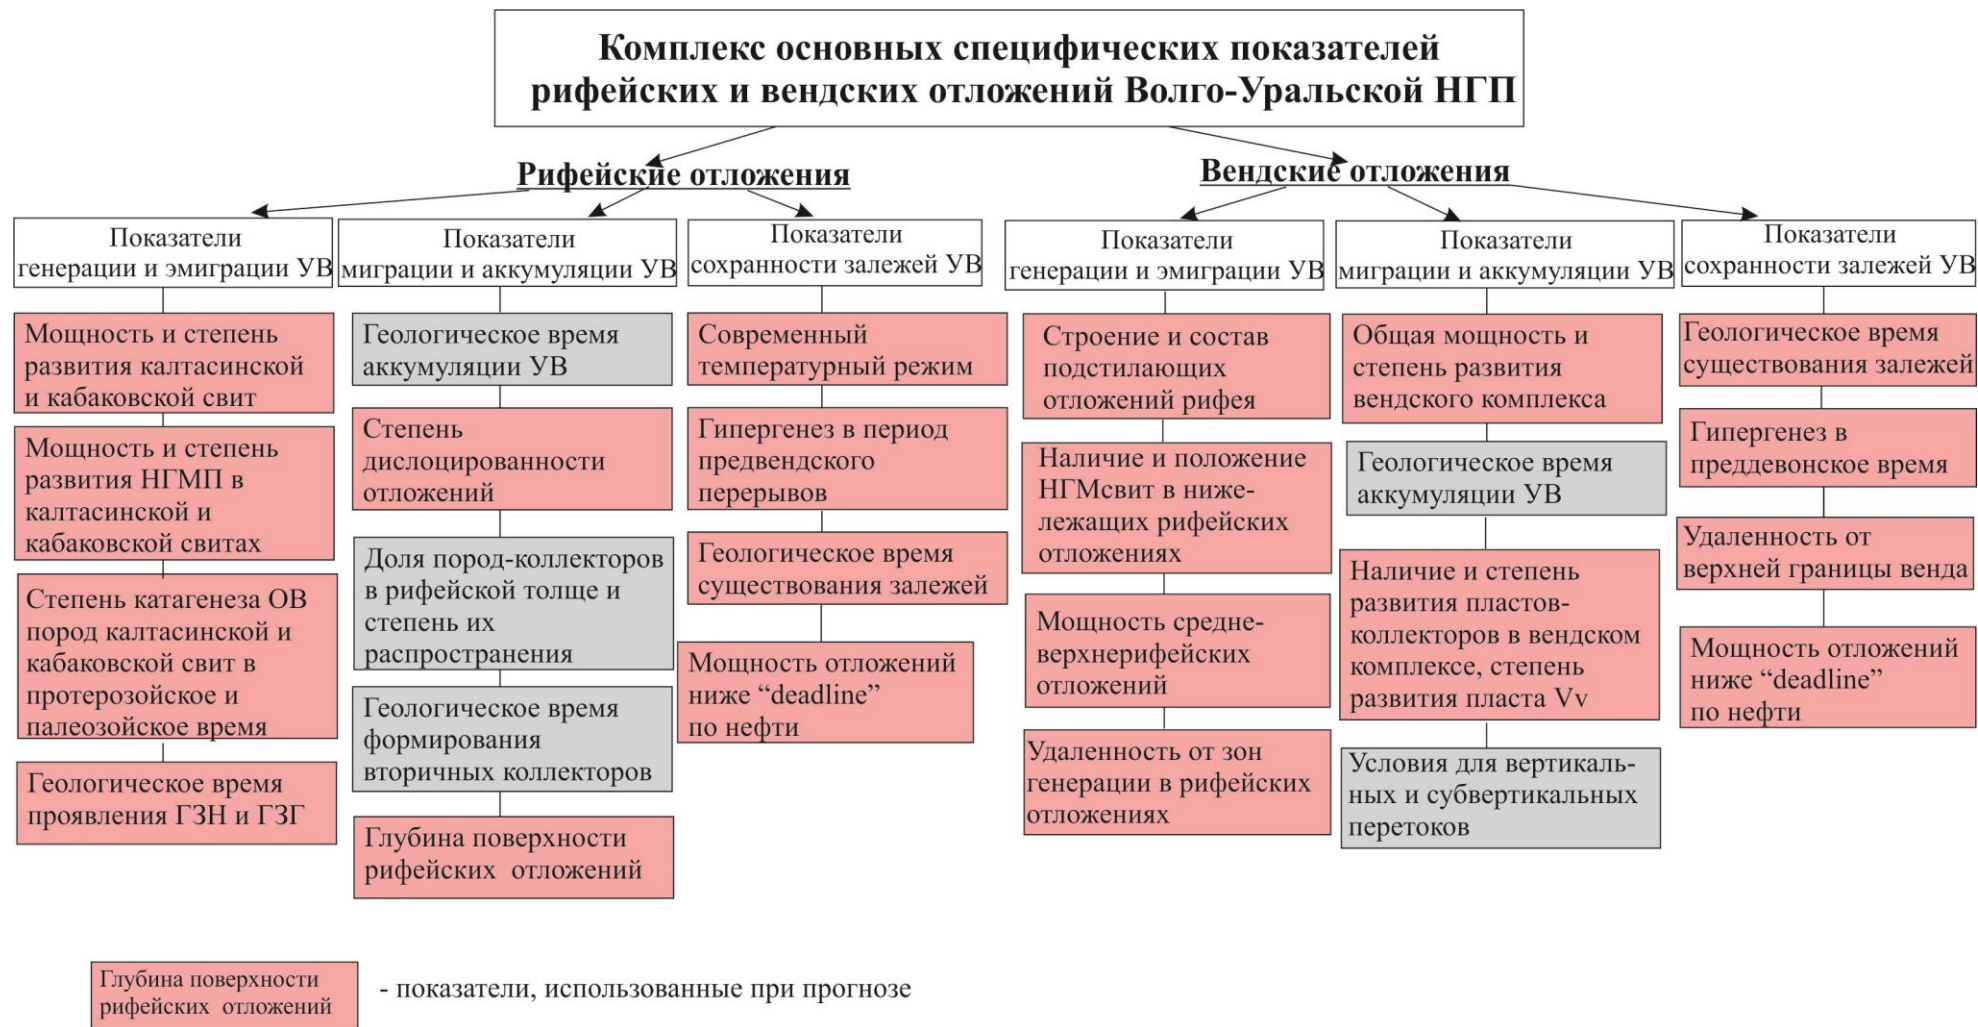 Комплекс основных специфических показателей
рифейских и вендских отложений Волго-Уральской НГП
Рифейские отложения
Вендские отложения
Показатели
генерации и эмиграции УВ
Мощность и степень
развития калтасинской
и кабаковской свит
Мощность и степень
развития НГМП в
калтасинской и
кабаковской свитах
Степень катагенеза ОВ
пород калтасинской и
кабаковской свит в
протерозойское и
палеозойское время
Геологическое время
проявления ГЗН и ГЗГ
Показатели
миграции и аккумуляции УВ
Геологическое время
аккумуляции УВ
Степень
дислоцированности
отложений
Доля пород-коллекторов
в рифейской толще и
степень их
распространения
Геологическое время
формирования
вторичных коллекторов
Глубина поверхности
рифейских отложений
Показатели
сохранности залежей УВ
Современный
температурный режим
Гипергенез в период
предвендского
перерывов
Геологическое время
существования залежей
Мощность отложений
ниже “deadline”
по нефти
Показатели
генерации и эмиграции УВ
Строение и состав
подстилающих
отложений рифея
Наличие и положение
НГМсвит в ниже-
лежащих рифейских
отложениях
Мощность средне-
верхнерифейских
отложений
Удаленность от зон
генерации в рифейских
отложениях
Показатели
миграции и аккумуляции УВ
Общая мощность и
степень развития
вендского комплекса
Геологическое время
аккумуляции УВ
Наличие и степень
развития пластов-
коллекторов в вендском
комплексе, степень
развития пласта Vv
Условия для вертикаль-
ных и субвертикальных
перетоков
Показатели
сохранности залежей УВ
Геологическое время
существования залежей
Гипергенез в
преддевонское время
Удаленность от
верхней границы венда
Мощность отложений
ниже “deadline”
по нефти
Глубина поверхности
рифейских отложений
- показатели, использованные при прогнозе